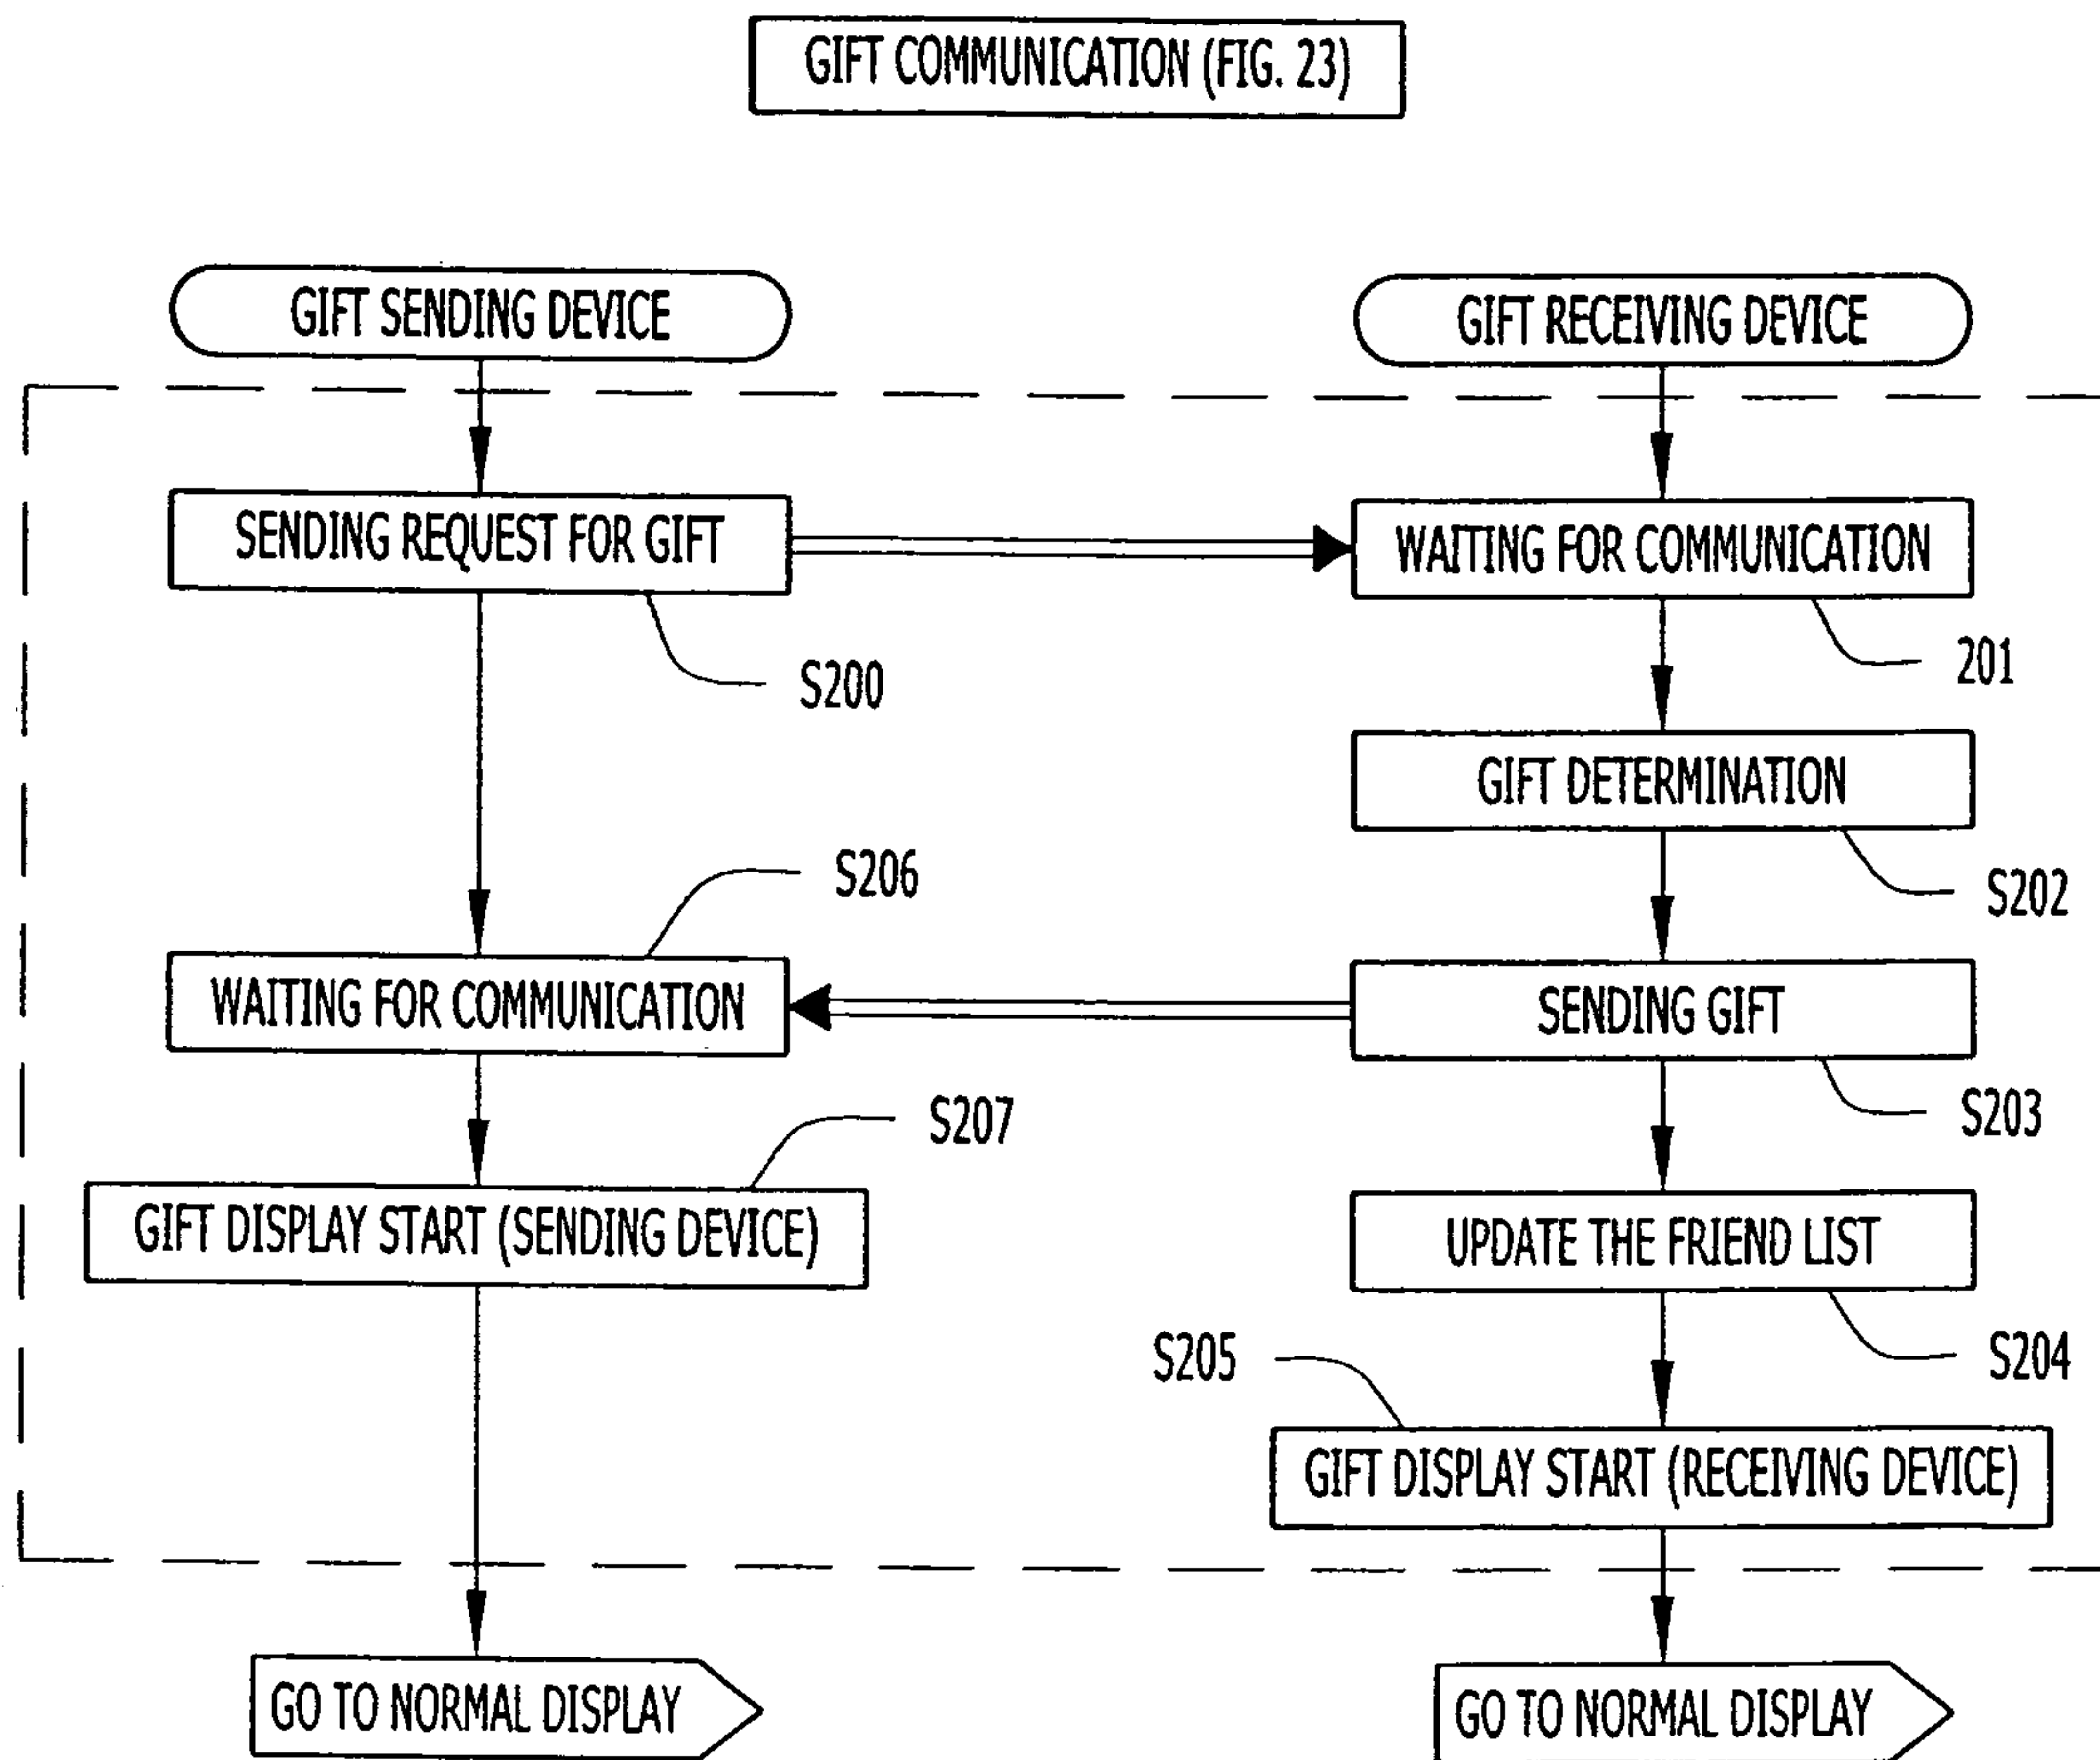 GIFT COMMUNICATION (FIG. 23)
GIFT SENDING DEVICE
GIFT RECEIVING DEVICE
SENDING REQUEST FOR GIFT
WAITING FOR COMMUNICATION
S200
201
GIFT DETERMINATION
S206
S202
WAITING FOR COMMUNICATION
SENDING GIFT
S207
S203
GIFT DISPLAY START (SENDING DEVICE)
UPDATE THE FRIEND LIST
S205
S204
GIFT DISPLAY START (RECEIVING DEVICE)
GO TO NORMAL DISPLAY
GO TO NORMAL DISPLAY